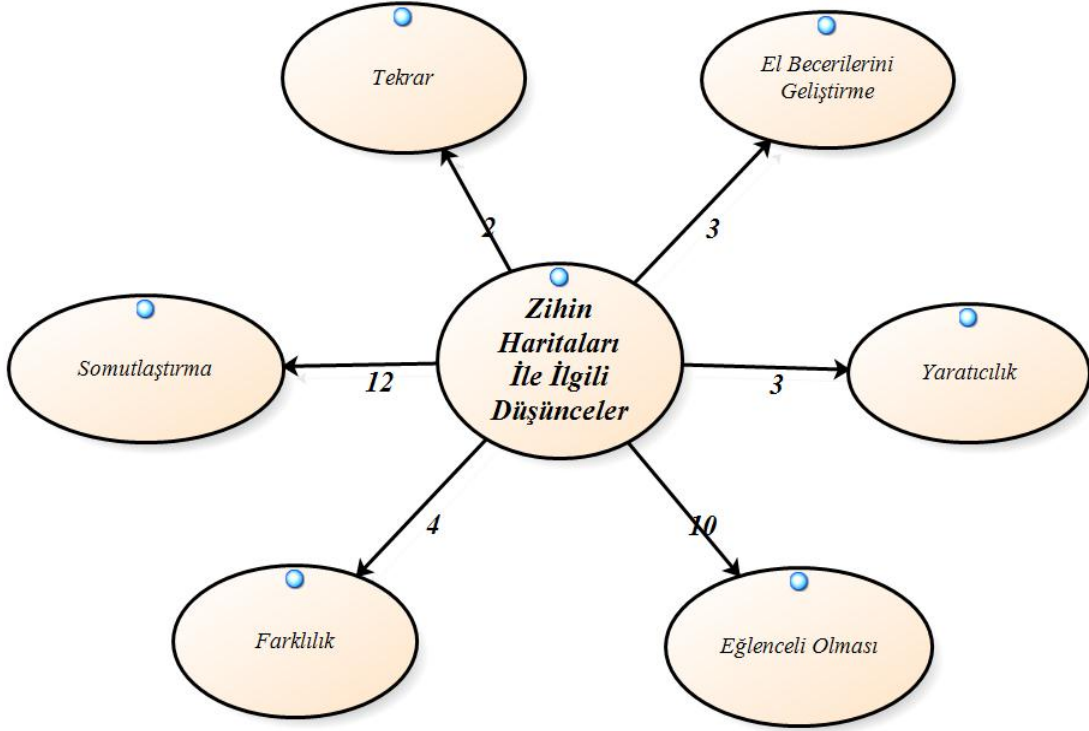 Tekrar
El Becerilerini
Geliştirme
2
3
Zihin
Haritaları
İle İlgili
Düşünceler
Somutlaştırma
12
3
Yaratıcılık
4
10
Farklılık
Eğlenceli Olması